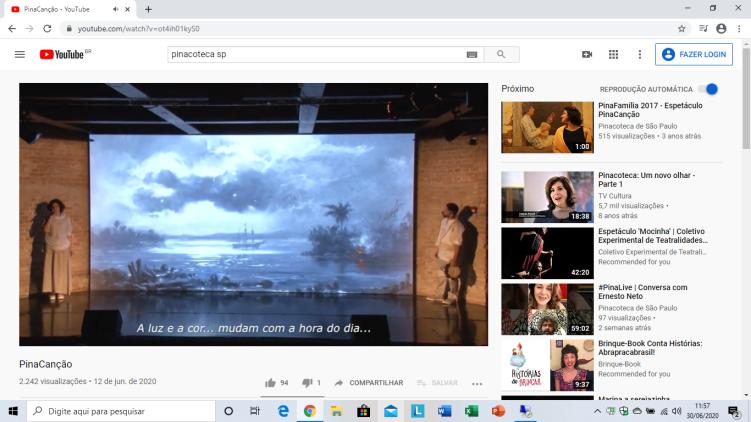 PinaCanção - YouTube
youtube.com/watch?v=ot4ih01ky50
YouTube BR
pinacoteca sp
FAZER LOGIN
A luz e a cor... mudam com a hora do dia...
PinaCanção
2.242 visualizações • 12 de jun. de 2020
94
1
COMPARTILHAR
SALVAR
Próximo
REPRODUÇÃO AUTOMÁTICA
1:00
PinaFamília 2017 - Espetáculo
PinaCanção
Pinacoteca de São Paulo
515 visualizações • 3 anos atrás
18:38
Pinacoteca: Um novo olhar -
Parte 1
TV Cultura
5,7 mil visualizações •
8 anos atrás
42:20
Espetáculo 'Mocinha' | Coletivo
Experimental de Teatralidades...
Coletivo Experimental de Teatrali...
Recommended for you
59:02
#PinaLive | Conversa com
Ernesto Neto
Pinacoteca de São Paulo
97 visualizações •
2 semanas atrás
HISTÓRIAS
de BRINCAR
9:37
Brinque-Book Conta Histórias:
Abrapracabrasil!
Brinque-Book
Recommended for you
Marina a sereiazinha
Digite aqui para pesquisar
11:57
30/06/2020
2